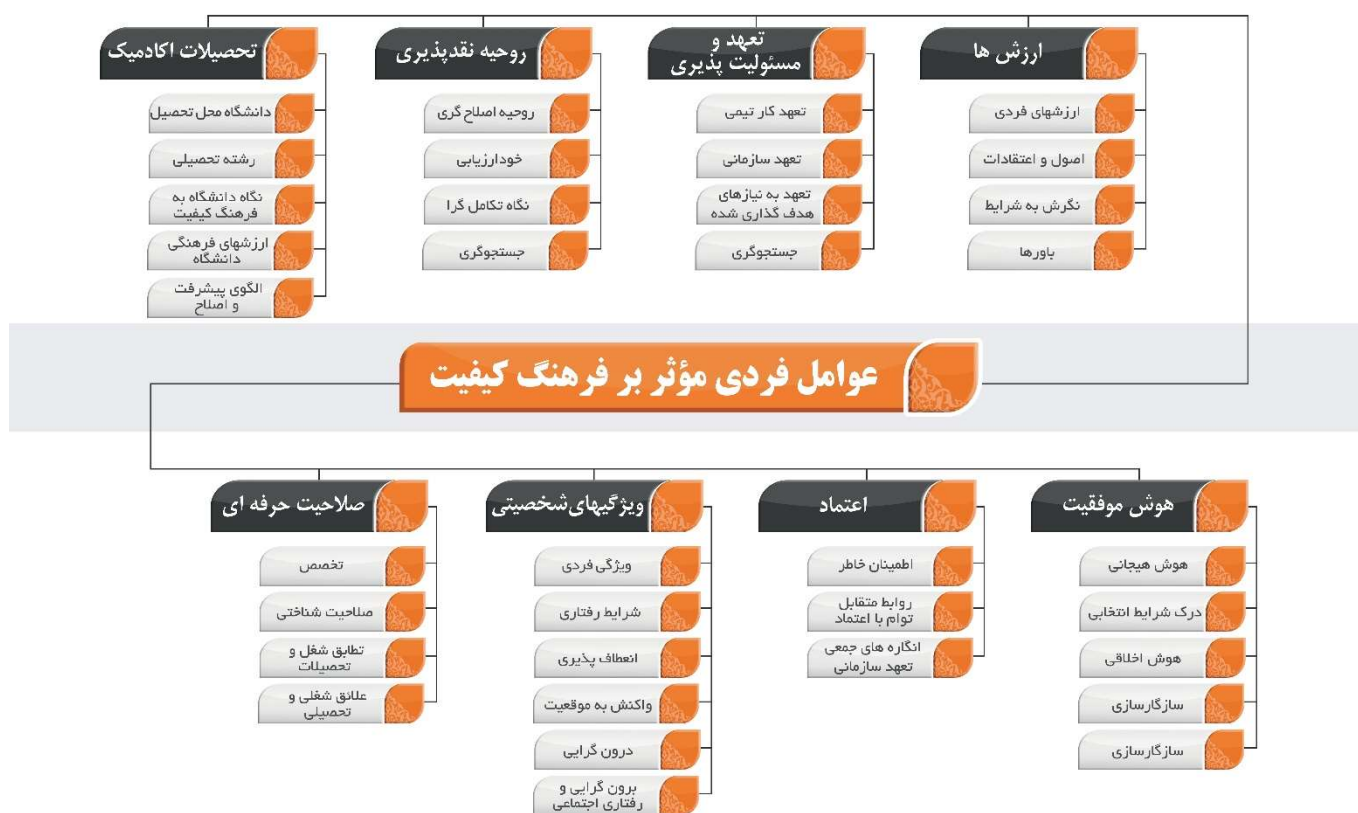 ارزش ها
ارزشهای فردی
اصول و اعتقادات
نگرش به شرایط
باورها
تعهد و
مسئولیت پذیری
تعهد کار تیمی
تعهد سازمانی
تعهد به نیازهای
هدف گذاری شده
جستجوگری
روحیه نقدپذیری
روحیه اصلاح گری
خودارزیابی
نگاه تکامل گرا
جستجوگری
تحصیلات اکادمیک
دانشگاه محل تحصیل
رشته تحصیلی
نگاه دانشگاه به
فرهنگ کیفیت
ارزشهای فرهنگی
دانشگاه
الگوی پیشرفت
و اصلاح
عوامل فردی مؤثر بر فرهنگ کیفیت
هوش موفقیت
هوش هیجانی
درک شرایط انتخابی
هوش اخلاقی
سازگارسازی
سازگارسازی
اعتماد
اطمینان خاطر
روابط متقابل
توام با اعتماد
انگاره های جمعی
تعهد سازمانی
ویژگیهای شخصیتی
ویژگی فردی
شرایط رفتاری
انعطاف پذیری
واکنش به موقعیت
درون گرایی
برون گرایی و
رفتاری اجتماعی
صلاحیت حرفه ای
تخصص
صلاحیت شناختی
تطابق شغل و
تحصیلات
علائق شغلی و
تحصیلی